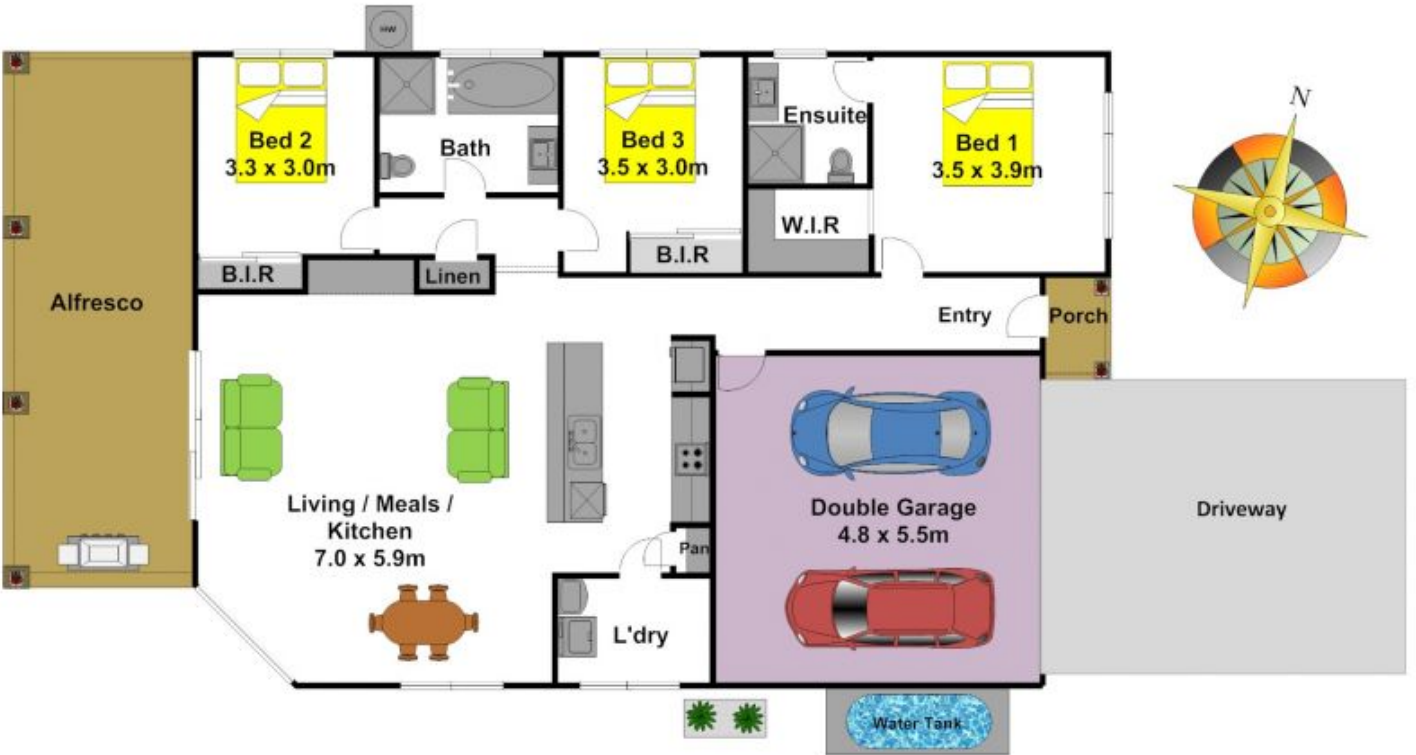 HW
N
Bed 2
3.3 x 3.0m
Bath
Bed 3
3.5 x 3.0m
Ensuite
Bed 1
3.5 x 3.9m
W.I.R
B.I.R
Linen
B.I.R
Alfresco
Entry
Porch
Living / Meals /
Kitchen
7.0 x 5.9m
Pan
Double Garage
4.8 x 5.5m
Driveway
L'dry
Water Tank